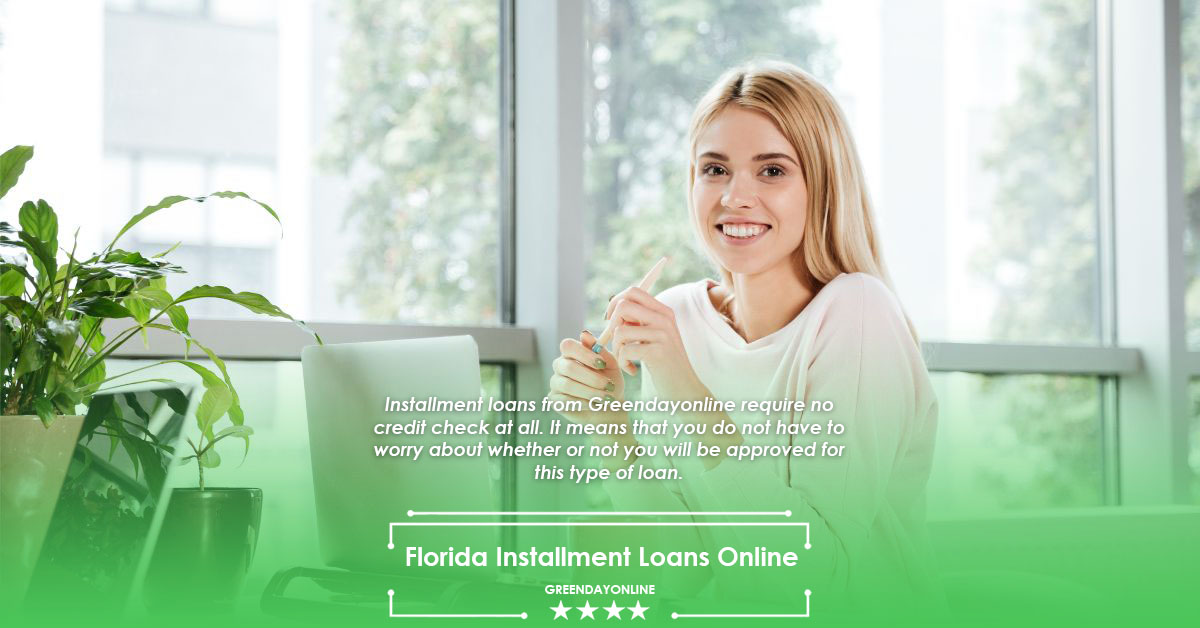 Installment loans from Greendayonline require no
credit check at all. It means that you do not have to
worry about whether or not you will be approved for
this type of loan.
Florida Installment Loans Online
GREENDAYONLINE